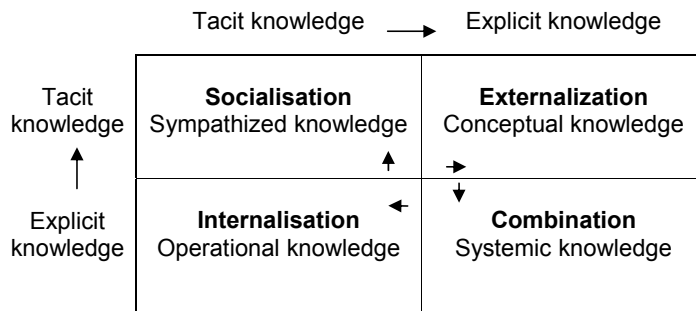 Tacit knowledge Explicit knowledge
Tacit knowledge
Socialisation
Sympathized knowledge
Externalization
Conceptual knowledge
Explicit knowledge
Internalisation
Operational knowledge
Combination
Systemic knowledge